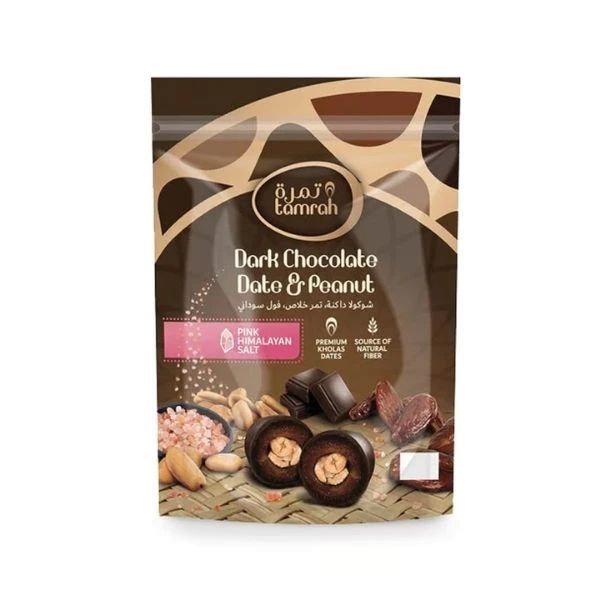 تمرة
tamrah
Dark Chocolate
Date & Peanut
شوكولا داكنة، تمر خلاص، فول سوداني
PINK
HIMALAYAN
SALT
PREMIUM
KHOLAS
DATES
SOURCE OF
NATURAL
FIBER